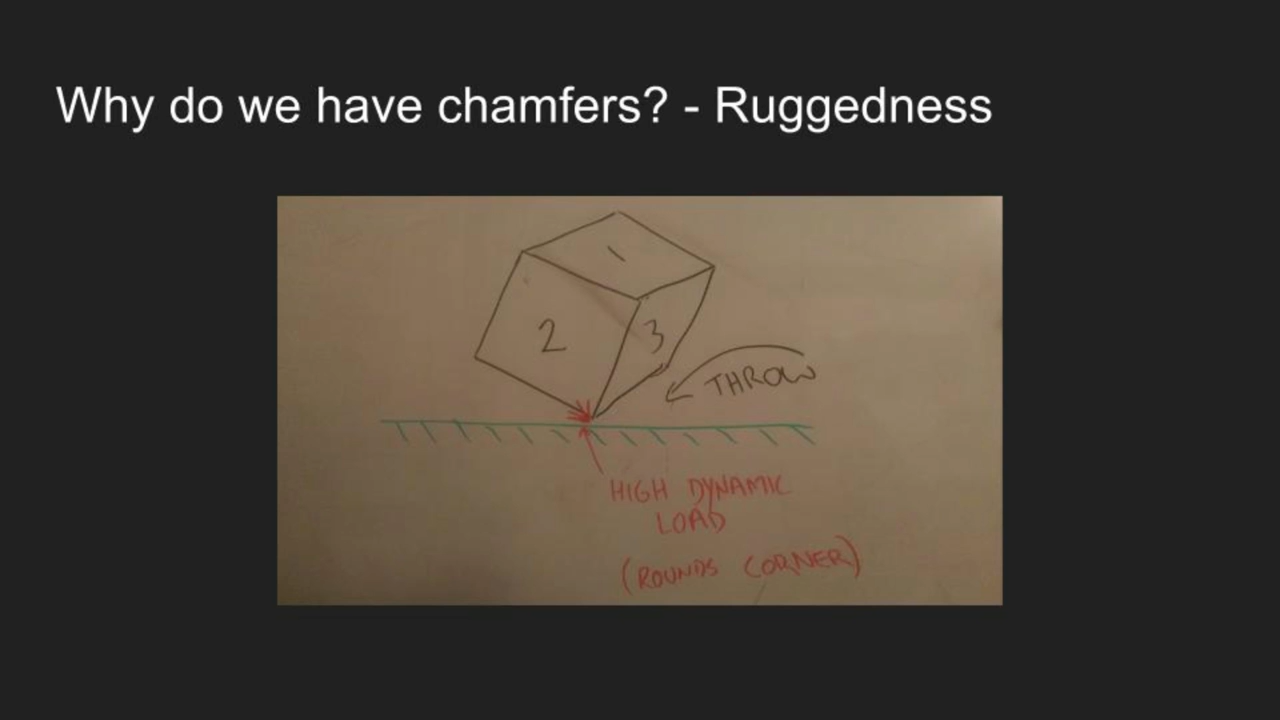 Why do we have chamfers? - Ruggedness
1
2
3
THROW
HIGH DYNAMIC
LOAD
(ROUNDS CORNER)